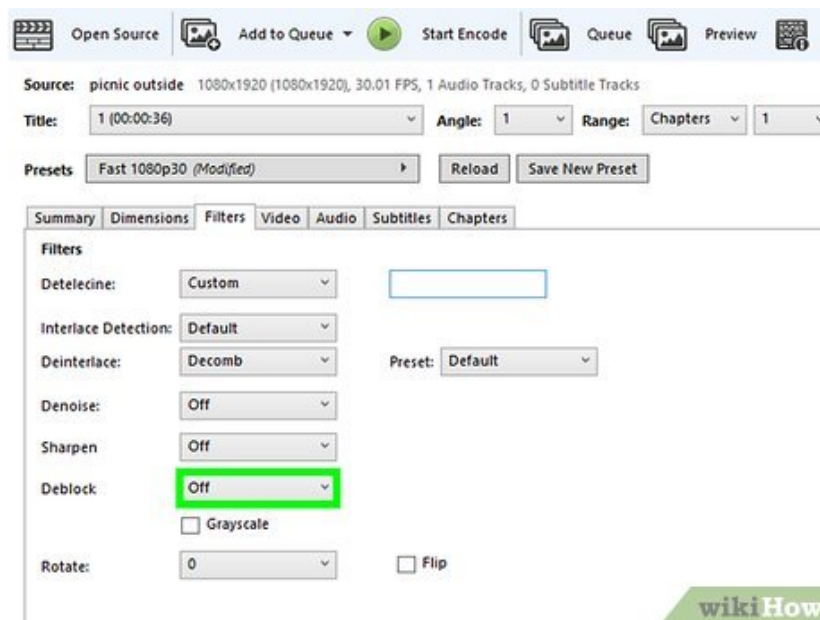 Open Source Add to Queue Start Encode Queue Preview
Source: picnic outside 1080x1920 (1080x1920), 30.01 FPS, 1 Audio Tracks, 0 Subtitle Tracks
Title: 1 (00:00:36) Angle: 1 Range: Chapters 1
Presets Fast 1080p30 (Modified) Reload Save New Preset
Summary Dimensions Filters Video Audio Subtitles Chapters
Filters
Detelecine: Custom
Interlace Detection: Default
Deinterlace: Decomb Preset: Default
Denoise: Off
Sharpen Off
Deblock Off
Grayscale
Rotate: 0 Flip
wikiHow